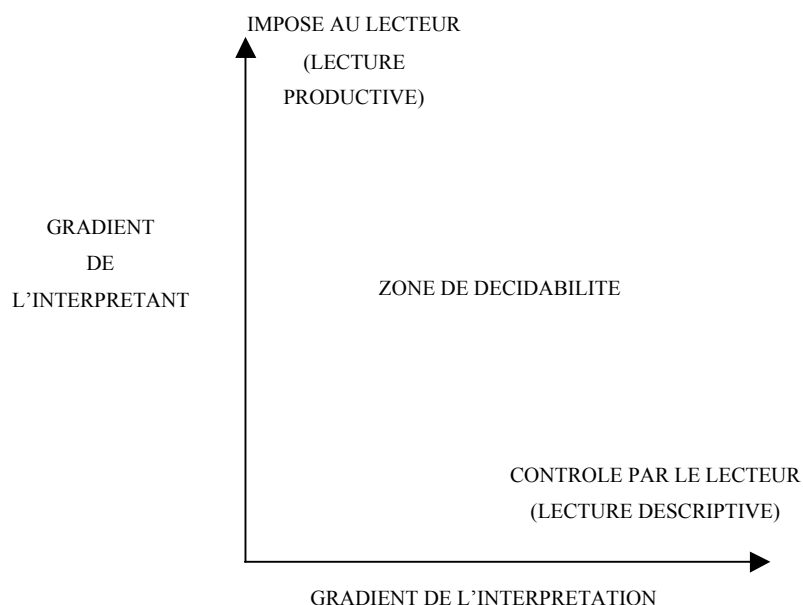 IMPOSE AU LECTEUR
(LECTURE
PRODUCTIVE)
GRADIENT
DE
L’INTERPRETANT
ZONE DE DECIDABILITE
CONTROLE PAR LE LECTEUR
(LECTURE DESCRIPTIVE)
GRADIENT DE L’INTERPRETATION